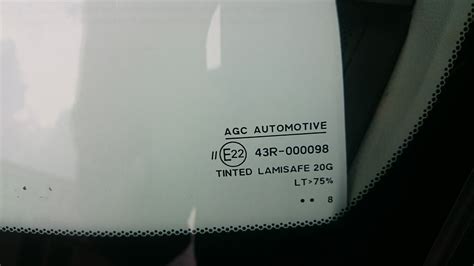 AGC AUTOMOTIVE
II E22 43R-000098
TINTED LAMISAFE 20G
LT>75%
•• 8